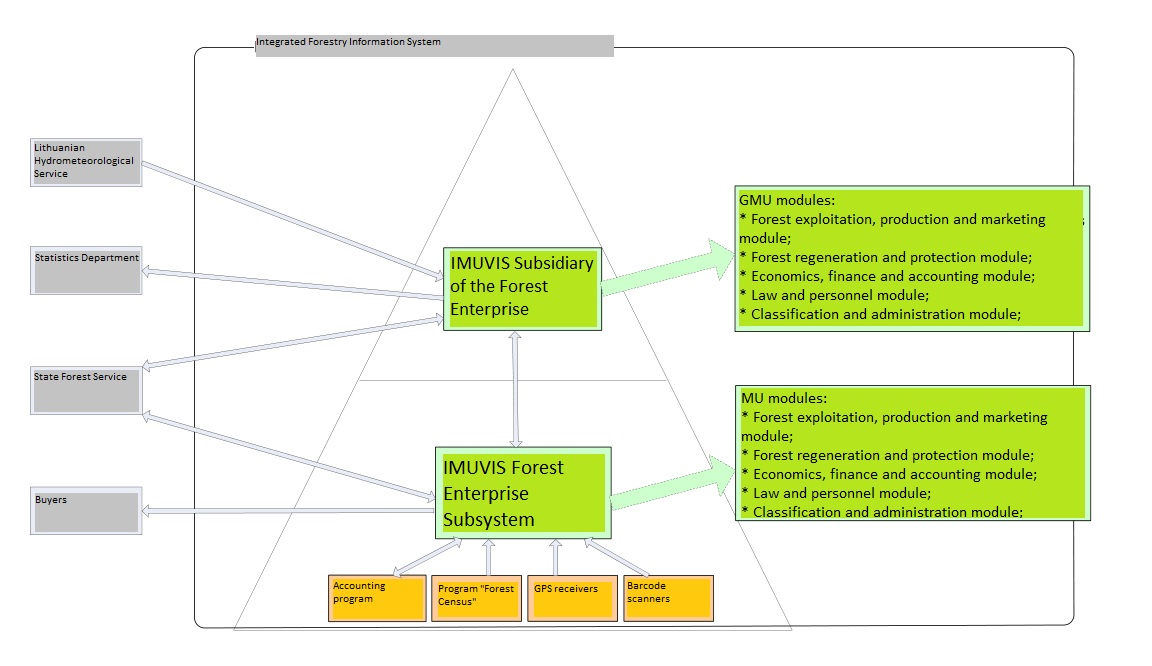 Integrated Forestry Information System
Lithuanian
Hydrometeorological
Service
Statistics Department
State Forest Service
Buyers
IMUVIS Subsidiary
of the Forest
Enterprise
IMUVIS Forest
Enterprise
Subsystem
GMU modules:
* Forest exploitation, production and marketing
module;
* Forest regeneration and protection module;
* Economics, finance and accounting module;
* Law and personnel module;
* Classification and administration module;
MU modules:
* Forest exploitation, production and marketing
module;
* Forest regeneration and protection module;
* Economics, finance and accounting module;
* Law and personnel module;
* Classification and administration module;
Accounting
program
Program "Forest
Census"
GPS receivers
Barcode
scanners